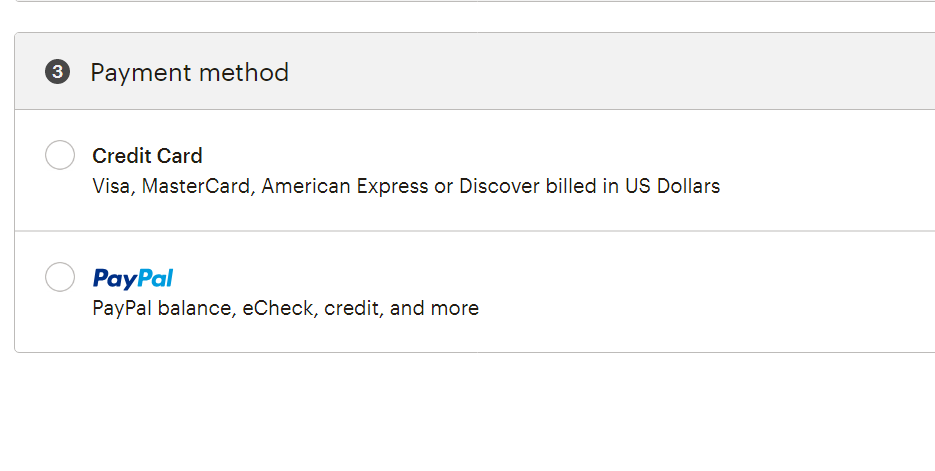 3 Payment method
Credit Card
Visa, MasterCard, American Express or Discover billed in US Dollars
PayPal
PayPal balance, eCheck, credit, and more